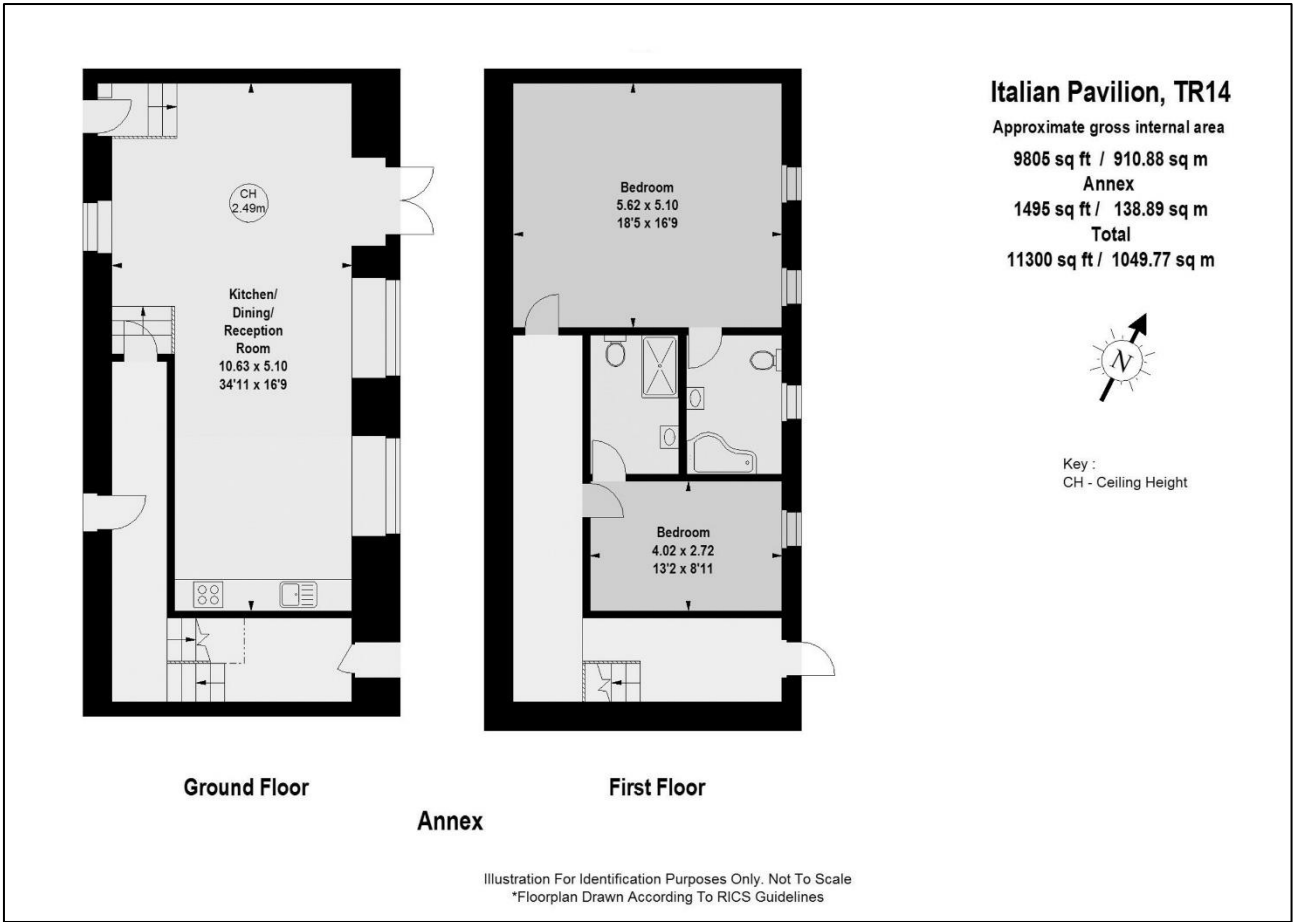 Italian Pavilion, TR14
Approximate gross internal area
9805 sq ft / 910.88 sq m
Annex
1495 sq ft / 138.89 sq m
Total
11300 sq ft / 1049.77 sq m
N
Key :
CH - Ceiling Height
CH
2.49m
Kitchen/
Dining/
Reception
Room
10.63 x 5.10
34'11 x 16'9
Bedroom
5.62 x 5.10
18'5 x 16'9
Bedroom
4.02 x 2.72
13'2 x 8'11
Ground Floor
First Floor
Annex
Illustration For Identification Purposes Only. Not To Scale
*Floorplan Drawn According To RICS Guidelines